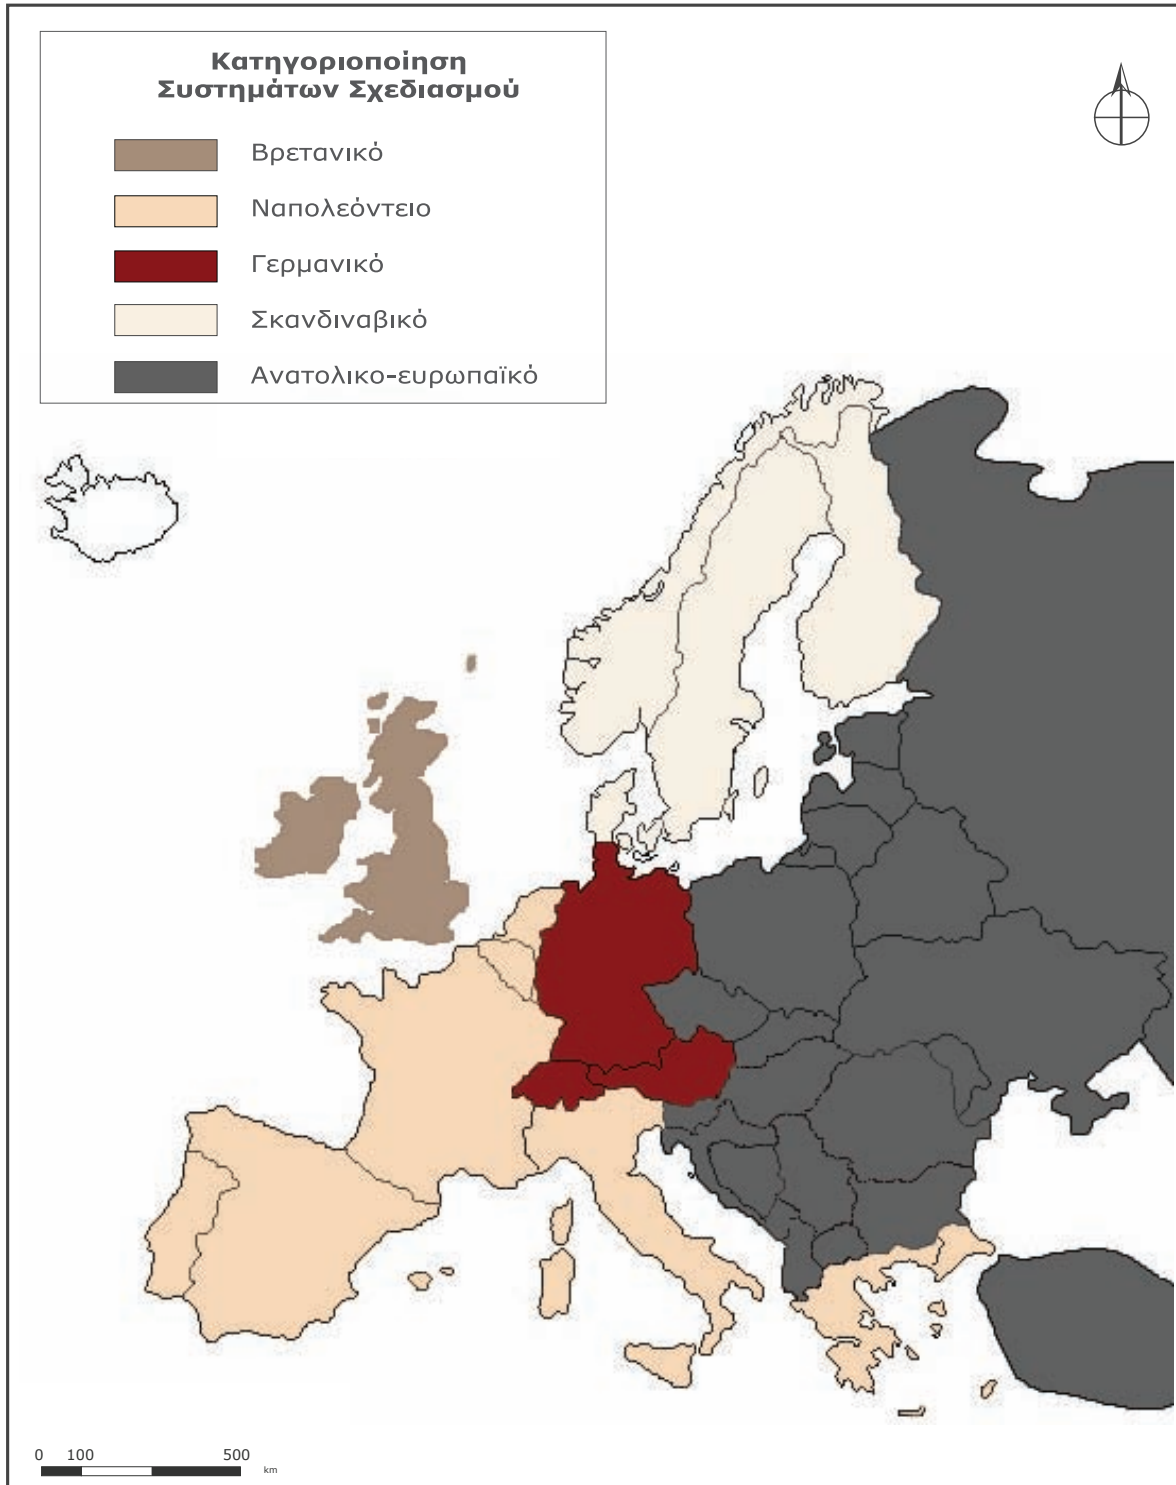 Κατηγοριοποίηση
Συστημάτων Σχεδιασμού
Βρετανικό
Ναπολεόντειο
Γερμανικό
Σκανδιναβικό
Ανατολικο-ευρωπαϊκό
0 100 500
km